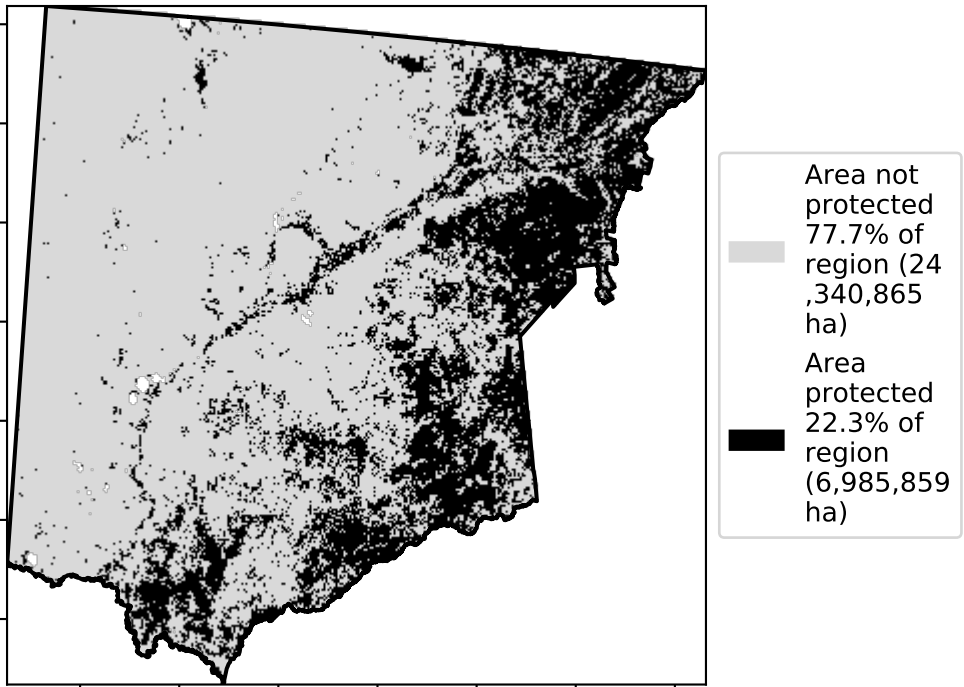 Area not
protected
77.7% of
region (24
,340,865
ha)
Area
protected
22.3% of
region
(6,985,859
ha)